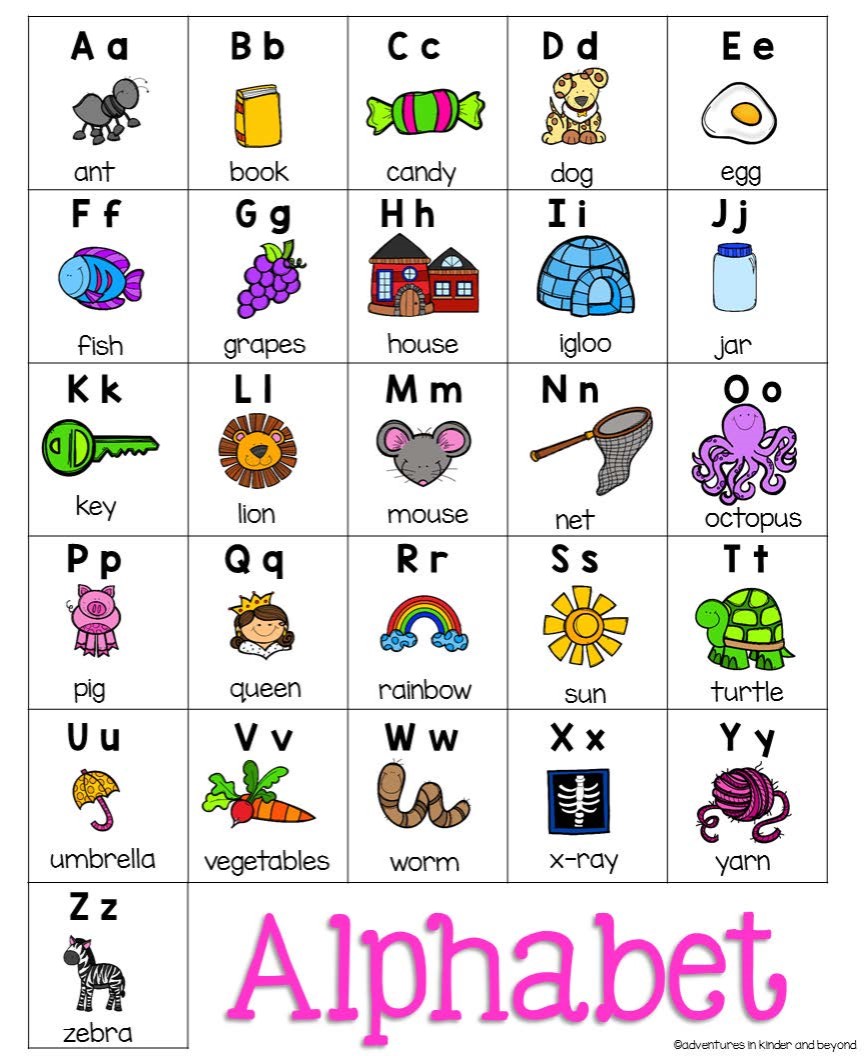 A a
ant
B b
book
C c
candy
D d
dog
E e
egg
F f
fish
G g
grapes
H h
house
I i
igloo
J j
jar
K k
key
L l
lion
M m
mouse
N n
net
O o
octopus
P p
pig
Q q
queen
R r
rainbow
S s
sun
T t
turtle
U u
umbrella
V v
vegetables
W w
worm
X x
x-ray
Y y
yarn
Z z
zebra
Alphabet
©adventures in kinder and beyond